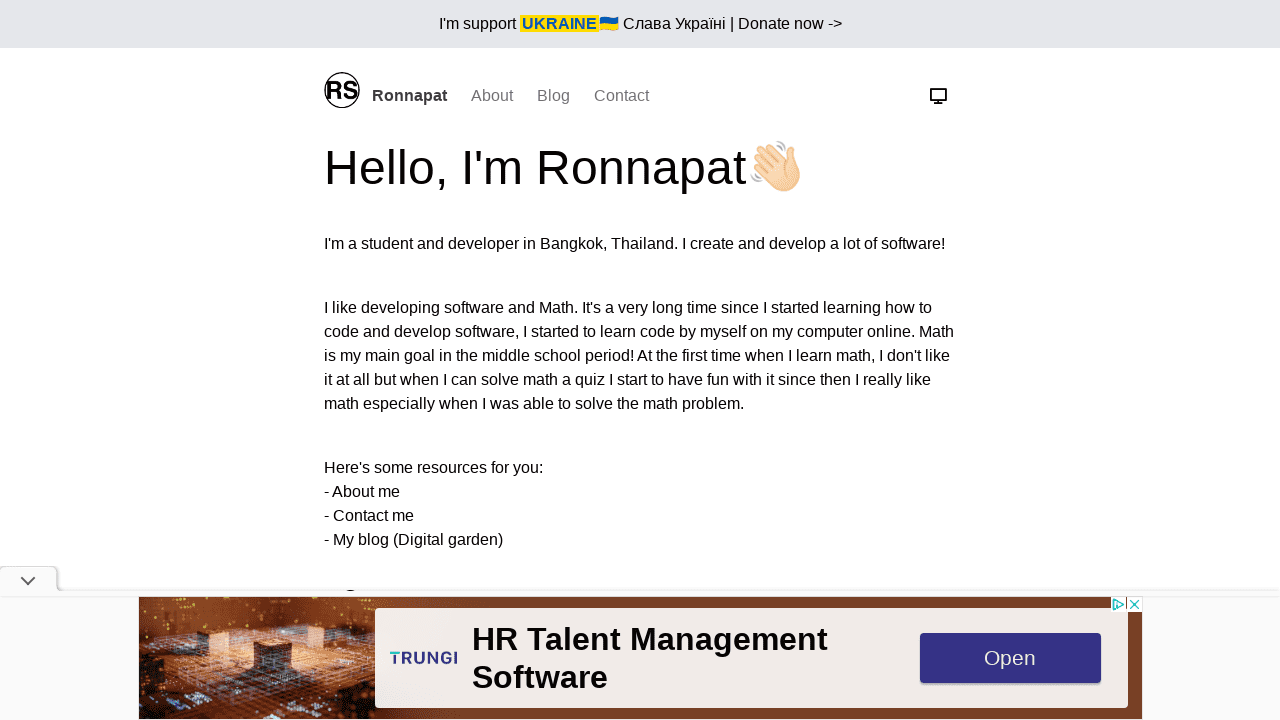 I'm support UKRAINE🇺🇦 Слава Україні | Donate now ->
RS Ronnapat About Blog Contact
Hello, I'm Ronnapat👋🏻
I'm a student and developer in Bangkok, Thailand. I create and develop a lot of software!
I like developing software and Math. It's a very long time since I started learning how to
code and develop software, I started to learn code by myself on my computer online. Math
is my main goal in the middle school period! At the first time when I learn math, I don't like
it at all but when I can solve math a quiz I start to have fun with it since then I really like
math especially when I was able to solve the math problem.
Here's some resources for you:
- About me
- Contact me
- My blog (Digital garden)
TRUNGI
HR Talent Management
Software
Open